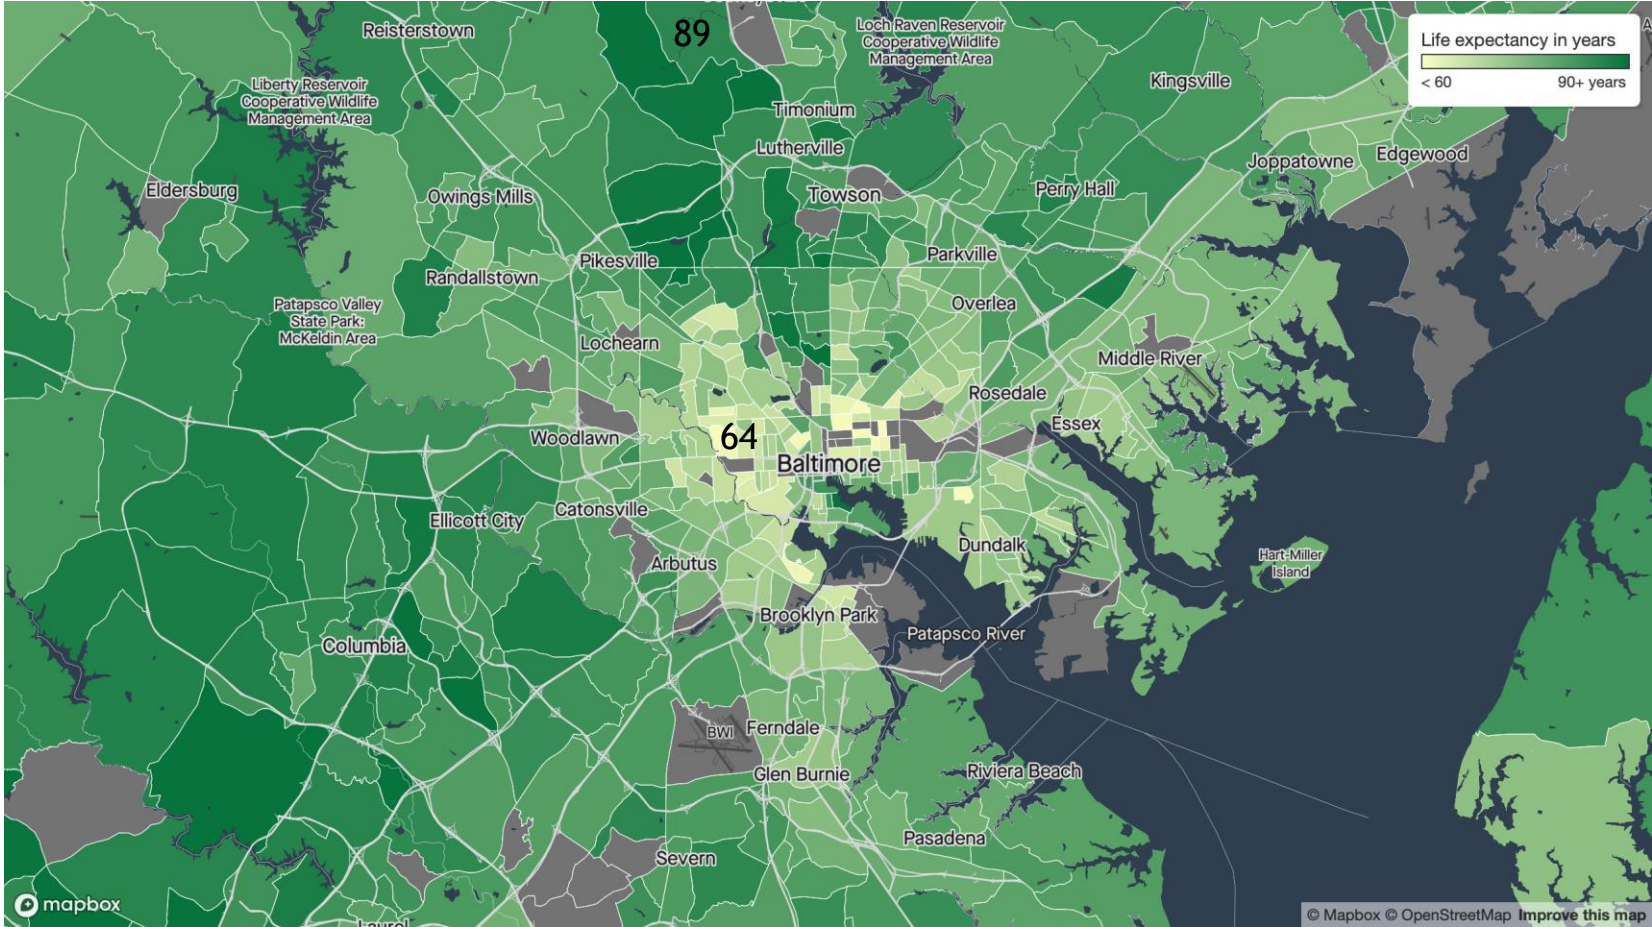 Reisterstown
89
Loch Raven Reservoir
Cooperative Wildlife
Management Area
Life expectancy in years
< 60
90+ years
Liberty Reservoir
Cooperative Wildlife
Management Area
Kingsville
Timonium
Lutherville
Eldersburg
Owings Mills
Towson
Perry Hall
Joppatowne
Edgewood
Pikesville
Parkville
Randallstown
Patapsco Valley
State Park:
McKeldin Area
Overlea
Lochearn
Middle River
Rosedale
Woodlawn
64
Essex
Baltimore
Ellicott City
Catonsville
Dundalk
Arbutus
Hart-Miller
Island
Brooklyn Park
Patapsco River
Columbia
BWI
Ferndale
Glen Burnie
Riviera Beach
Pasadena
Severn
mapbox
Laurel
© Mapbox © OpenStreetMap Improve this map